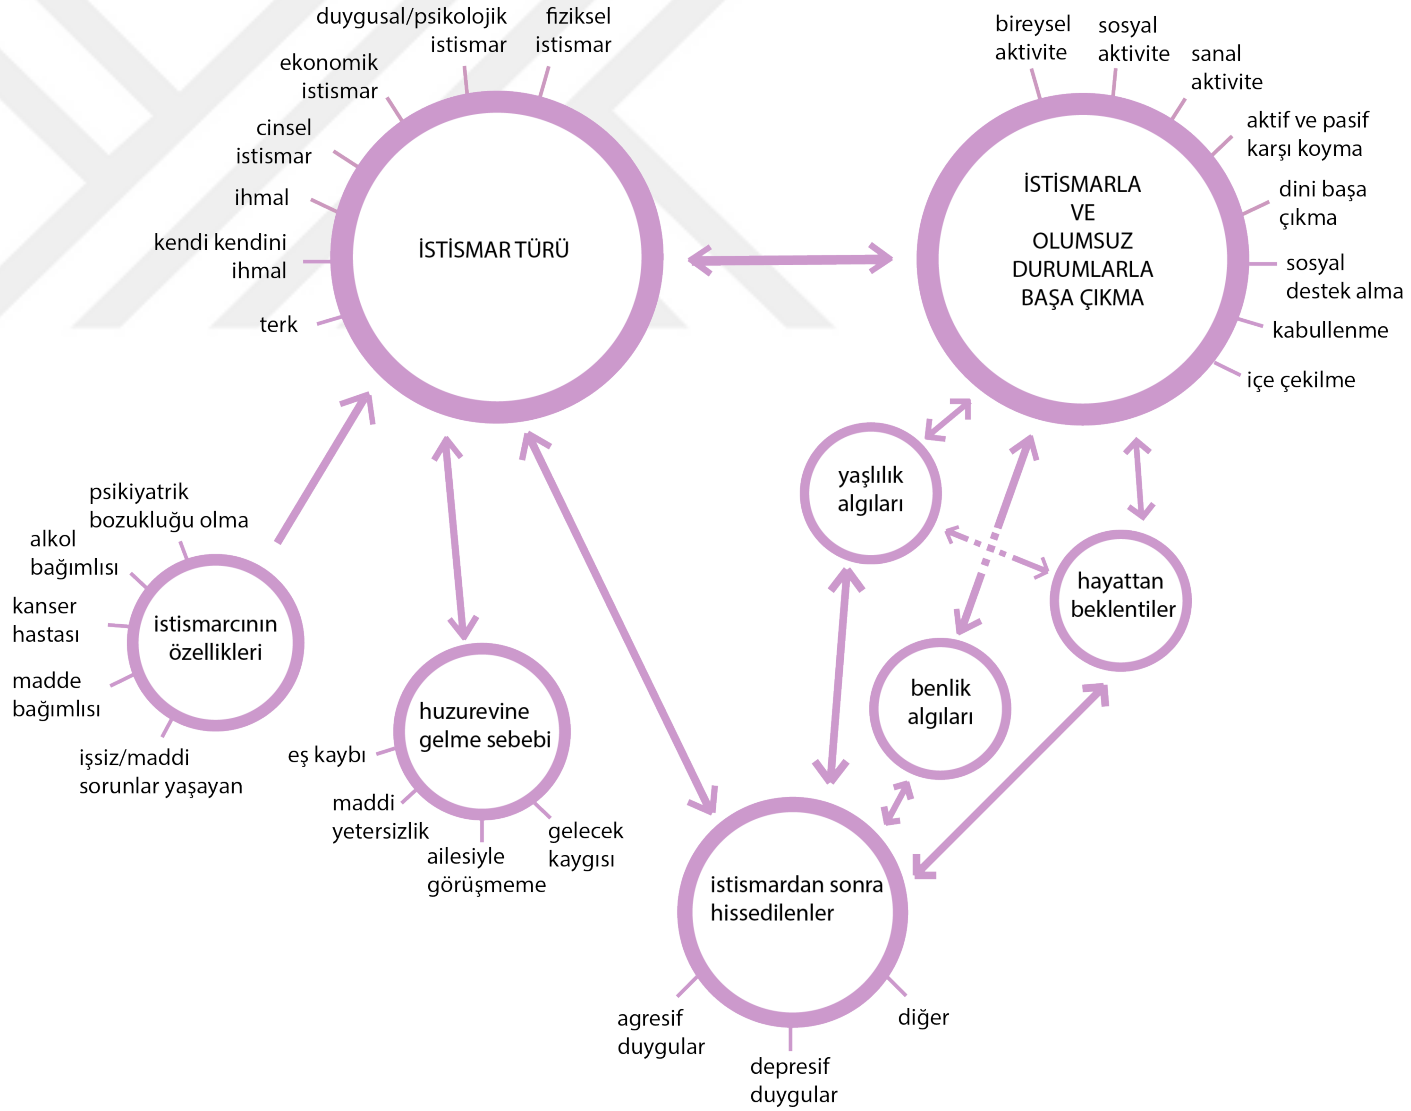 duygusal/psikolojik
istismar
fiziksel
istismar
ekonomik
istismar
cinsel
istismar
ihmal
kendi kendini
ihmal
terk
İSTİSMAR TÜRÜ
bireysel
aktivite
sosyal
aktivite
sanal
aktivite
aktif ve pasif
karşı koyma
dini başa
çıkma
sosyal
destek alma
kabullenme
içe çekilme
İSTİSMARLA
VE
OLUMSUZ
DURUMLARLA
BAŞA ÇIKMA
yaşlılık
algıları
hayattan
beklentiler
benlik
algıları
psikiyatrik
bozukluğu olma
alkol
bağımlısı
kanser
hastası
madde
bağımlısı
işsiz/maddi
sorunlar yaşayan
istismarcının
özellikleri
huzurevine
gelme sebebi
eş kaybı
maddi
yetersizlik
ailesiyle
görüşmeme
gelecek
kaygısı
istismardan sonra
hissedilenler
agresif
duygular
depresif
duygular
diğer